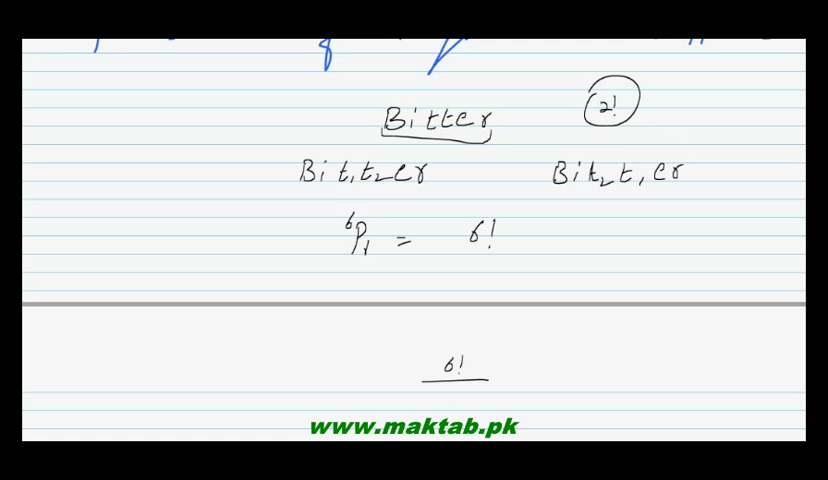 Bitter 2!
Bit₁t₂er Bit₂t₁er
⁶P₁ = 6!
6!
www.maktab.pk